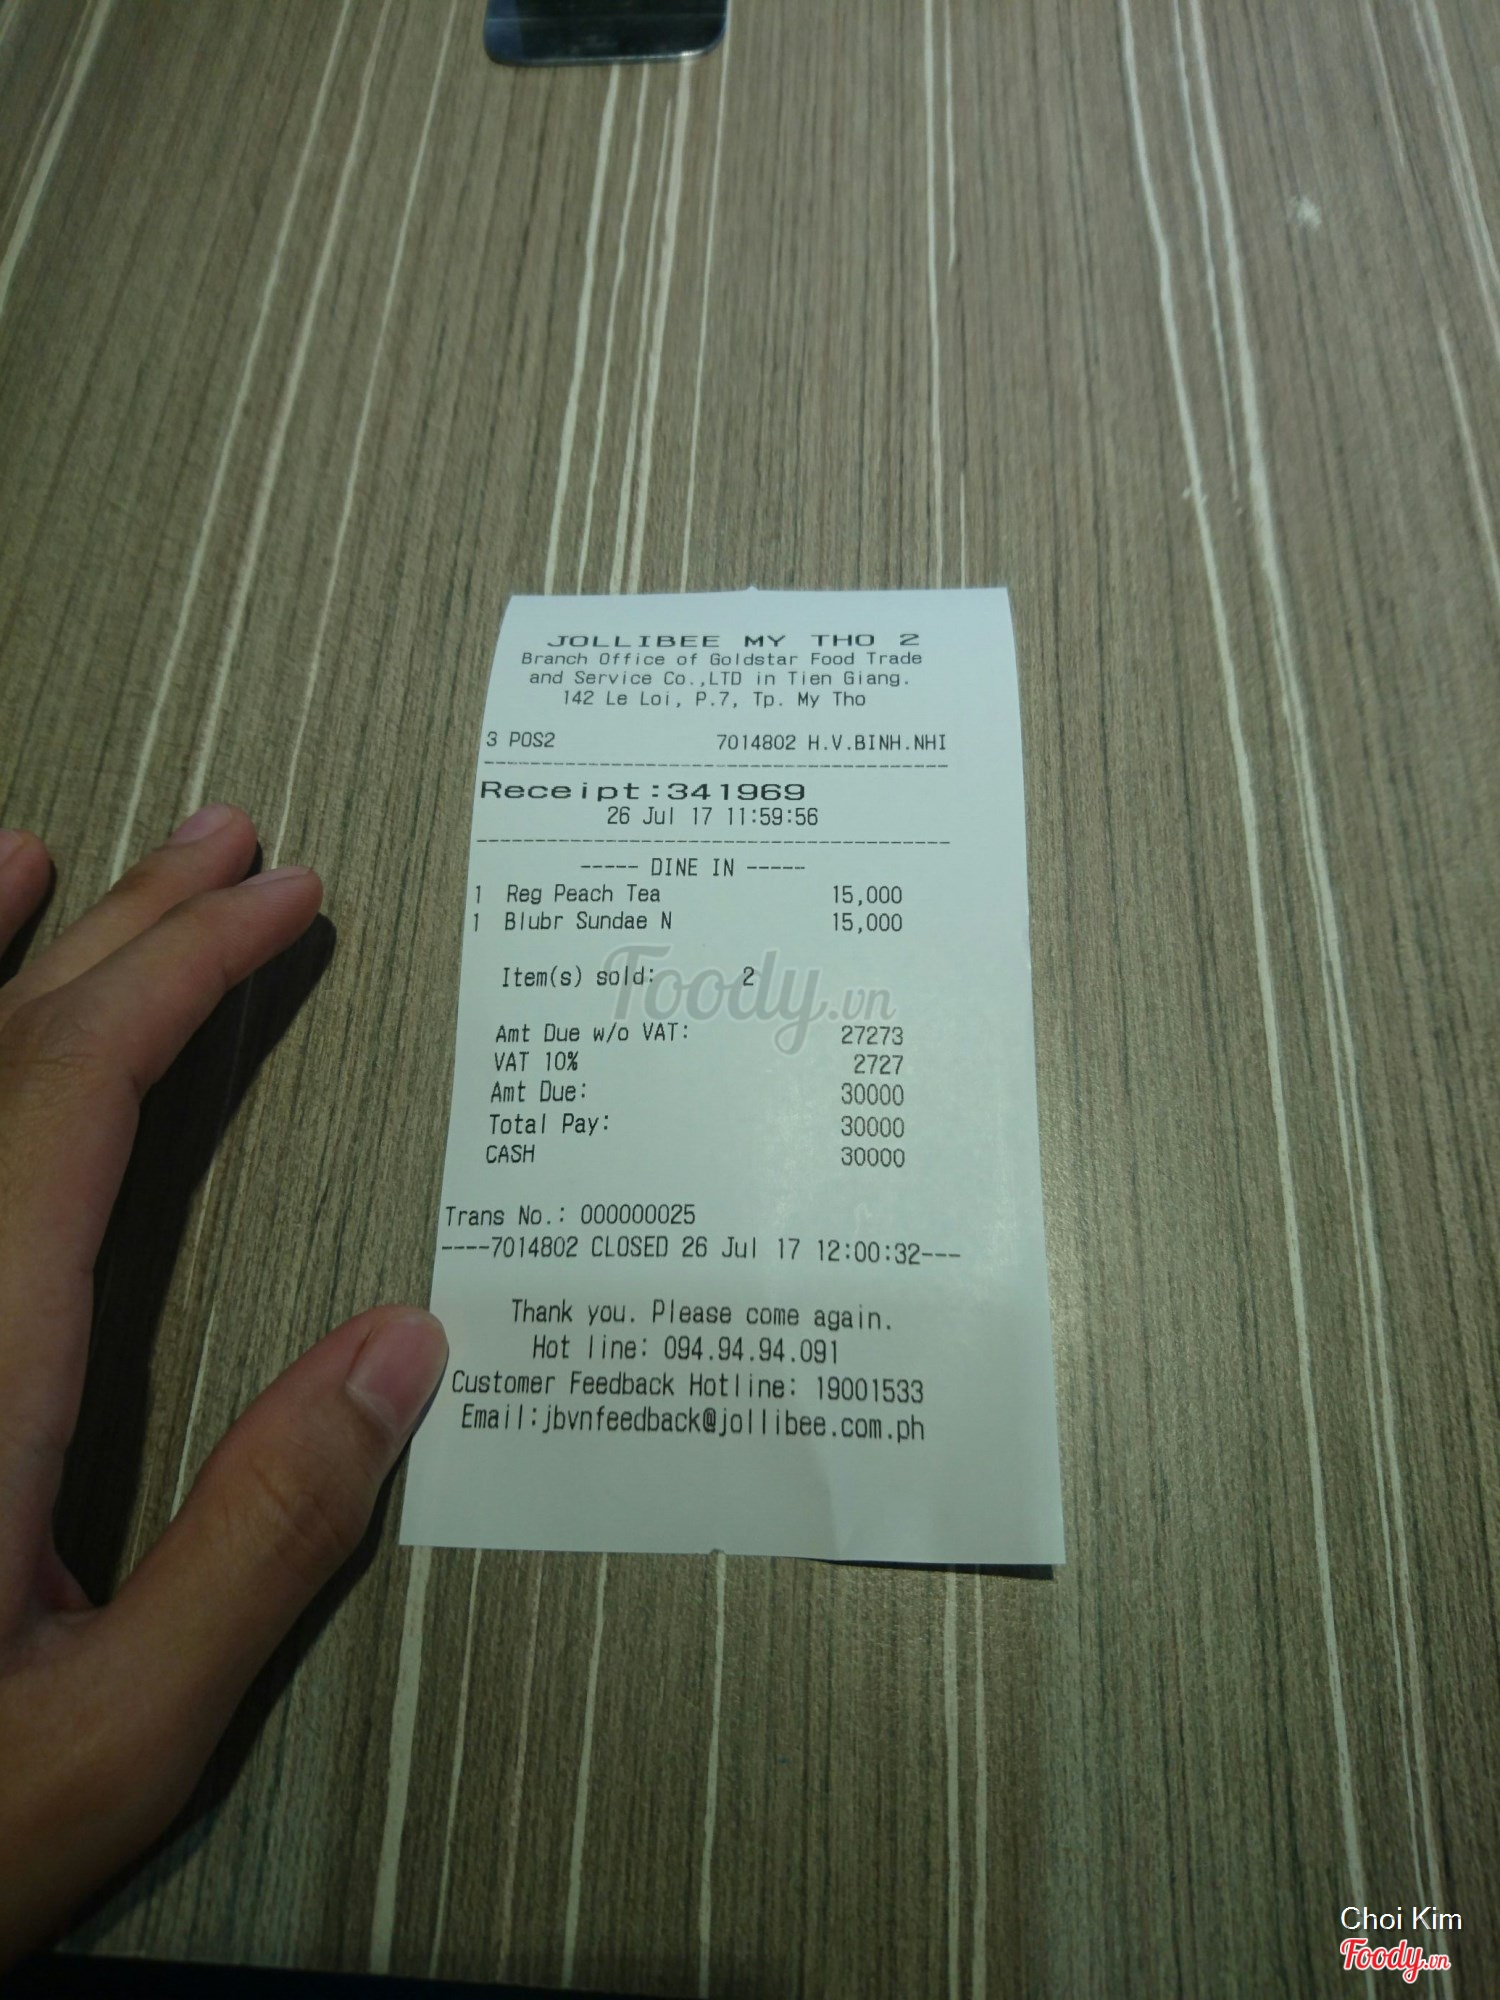 JOLLIBEE MY THO 2
Branch Office of Goldstar Food Trade
and Service Co.,LTD in Tien Giang.
142 Le Loi, P.7, Tp. My Tho
3 POS2 7014802 H.V.BINH.NHI
Receipt:341969
26 Jul 17 11:59:56
----- DINE IN -----
1 Reg Peach Tea 15,000
1 Blubr Sundae N 15,000
Item(s) sold: 2
Foody.vn
Amt Due w/o VAT: 27273
VAT 10% 2727
Amt Due: 30000
Total Pay: 30000
CASH 30000
Trans No.: 000000025
----7014802 CLOSED 26 Jul 17 12:00:32---
Thank you. Please come again.
Hot line: 094.94.94.091
Customer Feedback Hotline: 19001533
Email:jbvnfeedback@jollibee.com.ph
Choi Kim
Foody.vn